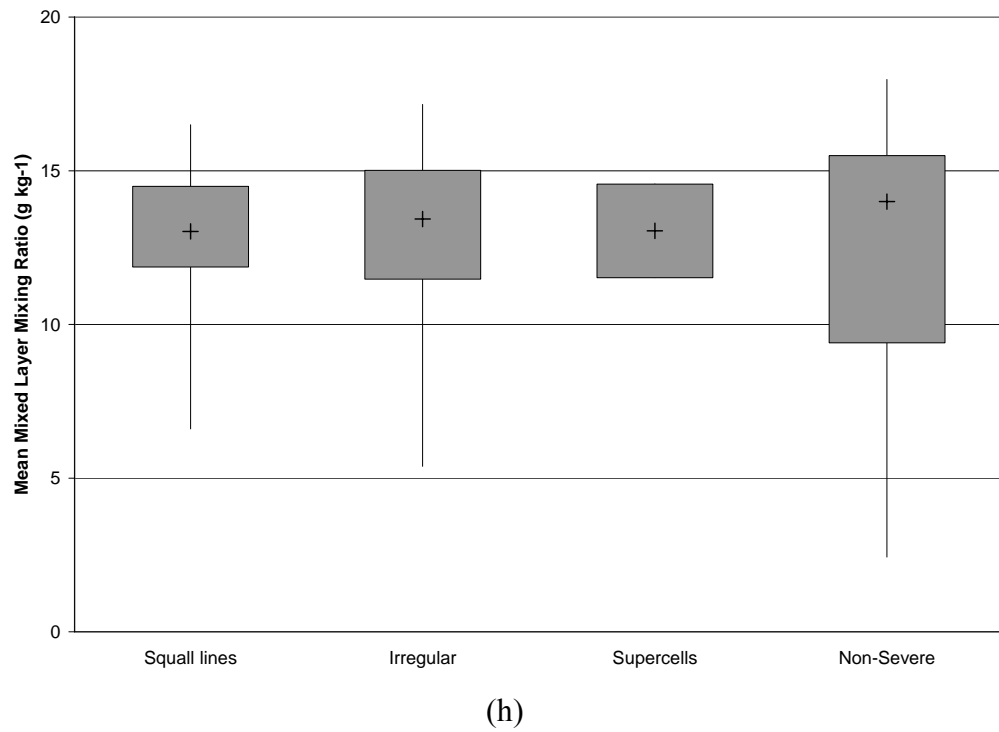 20
15
10
5
0
Mean Mixed Layer Mixing Ratio (g kg-1)
Squall lines Irregular Supercells Non-Severe
(h)